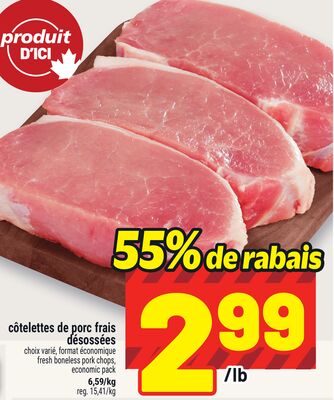 produit
D'ICI
55% de rabais
côtelettes de porc frais
désossées
choix varié, format économique
fresh boneless pork chops,
economic pack
6,59/kg
reg. 15,41/kg
2 99
/lb